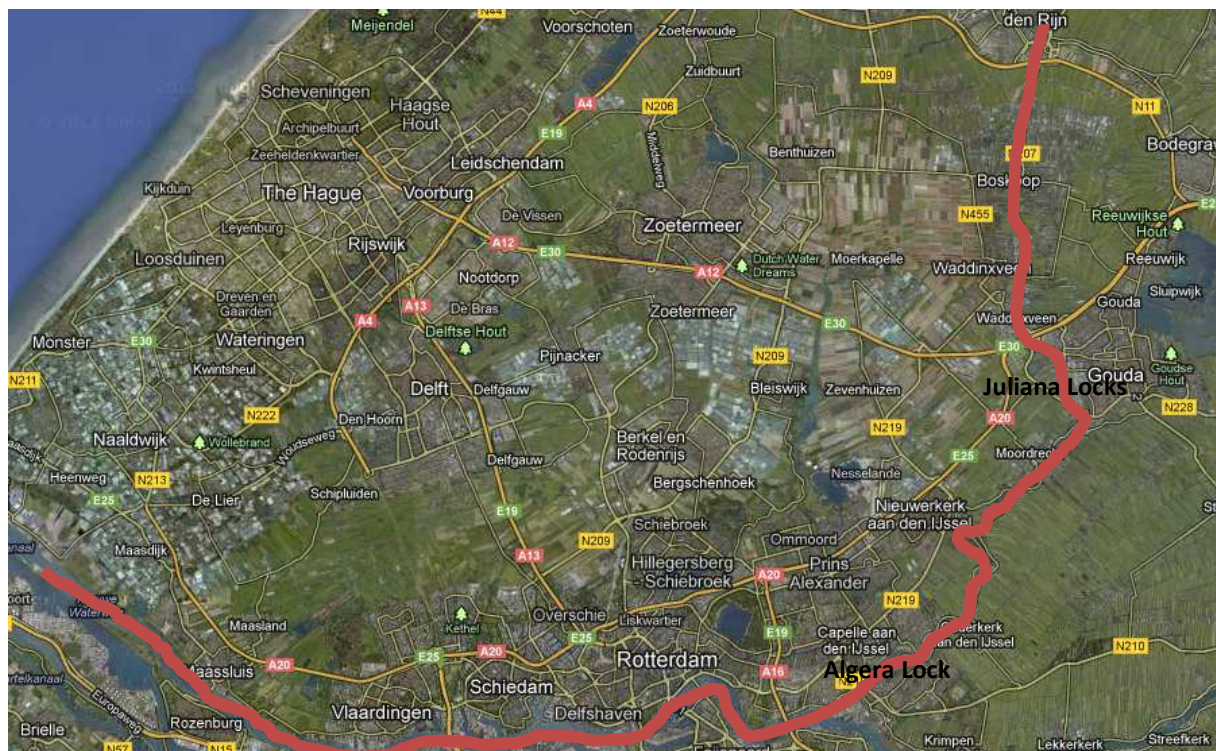 Meijendel
N44
Voorschoten
Zoeterwoude
den Rijn
Zuidbuurt
N209
N11
Scheveningen
Haagse
Hout
A4
N206
Archipelbuurt
E19
Middelweg
Zeeheldenkwartier
Leidschendam
Benthuizen
Bodegrav
Kijkduin
The Hague
Voorburg
Boskoop
De Vissen
N455
Leyenburg
Zoetermeer
Reeuwijkse
Hout
Rijswijk
A12
E30
Loosduinen
Dutch Water
Dreams
Moerkapelle
Reeuwijk
Nootdorp
A12
Waddinxveen
Dreven en
Gaarden
A13
De Bras
Gouda
Sluipwijk
A4
Zoetermeer
Waddinxveen
Monster
E30
Wateringen
Delftse Hout
E30
E30
Pijnacker
N209
Goudse
Hout
N211
Kwintsheul
Delft
Delfgauw
Bleiswijk
Zevenhuizen
Juliana Locks
Gouda
N222
Den Hoorn
A20
N228
Naaldwijk
Wollebrand
Woudseweg
Berkel en
Rodenrijs
N219
Moordrech
Heenweg
N213
Delfgauw
E25
E25
De Lier
Schipluiden
Bergschenhoek
Nesselande
Nieuwerkerk
aan den IJssel
E19
Schiebroek
Maasdijk
N209
Ommoord
A13
Hillegersberg
- Schiebroek
A20
Prins
Alexander
N219
Overschie
Liskwartier
Maasland
Kethel
E25
E19
Capelle aan
den IJssel
an den IJssel
N210
Maassluis
A20
E25
A20
Rotterdam
A16
Algera Lock
Schiedam
Europaweg
Rozenburg
Vlaardingen
Delfshaven
Brielle
N57
N15
Krimpen
Lekkerkerk
Streefkerk